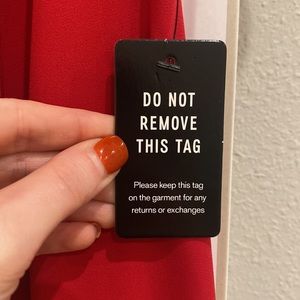 DO NOT
REMOVE
THIS TAG
Please keep this tag
on the garment for any
returns or exchanges